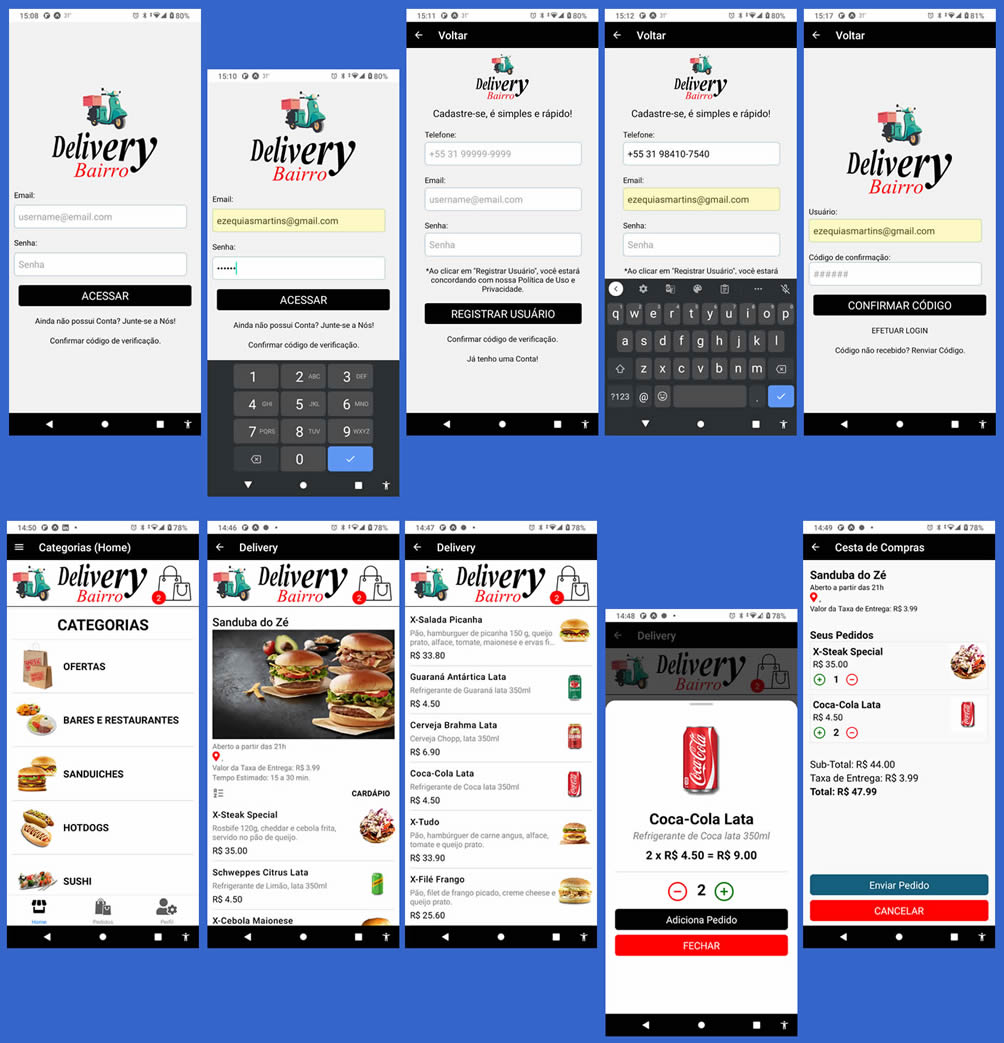 15:08 31° 80%
Delivery
Bairro
Email:
username@email.com
Senha:
Senha
ACESSAR
Ainda não possui Conta? Junte-se a Nós!
Confirmar código de verificação.
15:10 31° 80%
Delivery
Bairro
Email:
ezequiasmartins@gmail.com
Senha:
••••••
ACESSAR
Ainda não possui Conta? Junte-se a Nós!
Confirmar código de verificação.
1 2 ABC 3 DEF
4 GHI 5 JKL 6 MNO
7 PQRS 8 TUV 9 WXYZ
0
15:11 31° 80%
Voltar
Delivery
Bairro
Cadastre-se, é simples e rápido!
Telefone:
+55 31 99999-9999
Email:
username@email.com
Senha:
Senha
*Ao clicar em "Registrar Usuário", você estará
concordando com nossa Política de Uso e
Privacidade.
REGISTRAR USUÁRIO
Confirmar código de verificação.
Já tenho uma Conta!
15:12 31° 80%
Voltar
Delivery
Bairro
Cadastre-se, é simples e rápido!
Telefone:
+55 31 98410-7540
Email:
ezequiasmartins@gmail.com
Senha:
Senha
*Ao clicar em "Registrar Usuário", você estará
q w e r t y u i o p
a s d f g h j k l
z x c v b n m
?123 @ .
15:17 31° 81%
Voltar
Delivery
Bairro
Usuário:
ezequiasmartins@gmail.com
Código de confirmação:
######
CONFIRMAR CÓDIGO
EFETUAR LOGIN
Código não recebido? Renviar Código.
14:50 78%
Categorias (Home)
Delivery
Bairro
2
CATEGORIAS
OFERTAS
BARES E RESTAURANTES
SANDUICHES
HOTDOGS
SUSHI
Home Pedidos Perfil
14:46 78%
Delivery
Delivery
Bairro
2
Sanduba do Zé
Aberto a partir das 21h
,
Valor da Taxa de Entrega: R$ 3.99
Tempo Estimado: 15 a 30 min.
CARDÁPIO
X-Steak Special
Rosbife 120g, cheddar e cebola frita,
servido no pão de queijo.
R$ 35.00
Schweppes Citrus Lata
Refrigerante de Limão, lata 350ml
R$ 4.50
X-Cebola Maionese
14:47 78%
Delivery
Delivery
Bairro
2
X-Salada Picanha
Pão, hamburguer de picanha 150 g, queijo
prato, alface, tomate, maionese e ervas fi...
R$ 33.80
Guaraná Antártica Lata
Refrigerante de Guaraná lata 350ml
R$ 4.50
Cerveja Brahma Lata
Cerveja Chopp, lata 350ml
R$ 6.90
Coca-Cola Lata
Refrigerante de Coca lata 350ml
R$ 4.50
X-Tudo
Pão, hambúrguer de carne angus, alface,
tomate e queijo prato.
R$ 33.90
X-Filé Frango
Pão, filet de frango picado, creme cheese e
queijo prato.
R$ 25.60
14:48 78%
Delivery
Delivery
Bairro
2
Coca-Cola
Coca-Cola Lata
Refrigerante de Coca lata 350ml
2 x R$ 4.50 = R$ 9.00
2
Adiciona Pedido
FECHAR
14:49 78%
Cesta de Compras
Sanduba do Zé
Aberto a partir das 21h
,
Valor da Taxa de Entrega: R$ 3.99
Seus Pedidos
X-Steak Special
R$ 35.00
1
Coca-Cola Lata
R$ 4.50
2
Sub-Total: R$ 44.00
Taxa de Entrega: R$ 3.99
Total: R$ 47.99
Enviar Pedido
CANCELAR